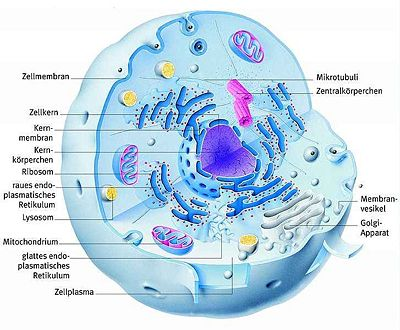 Zellmembran
Zellkern
Kern-
membran
Kern-
körperchen
Ribosom
raues endo-
plasmatisches
Retikulum
Lysosom
Mitochondrium
glattes endo-
plasmatisches
Retikulum
Zellplasma
Mikrotubuli
Zentralkörperchen
Membran-
vesikel
Golgi-
Apparat